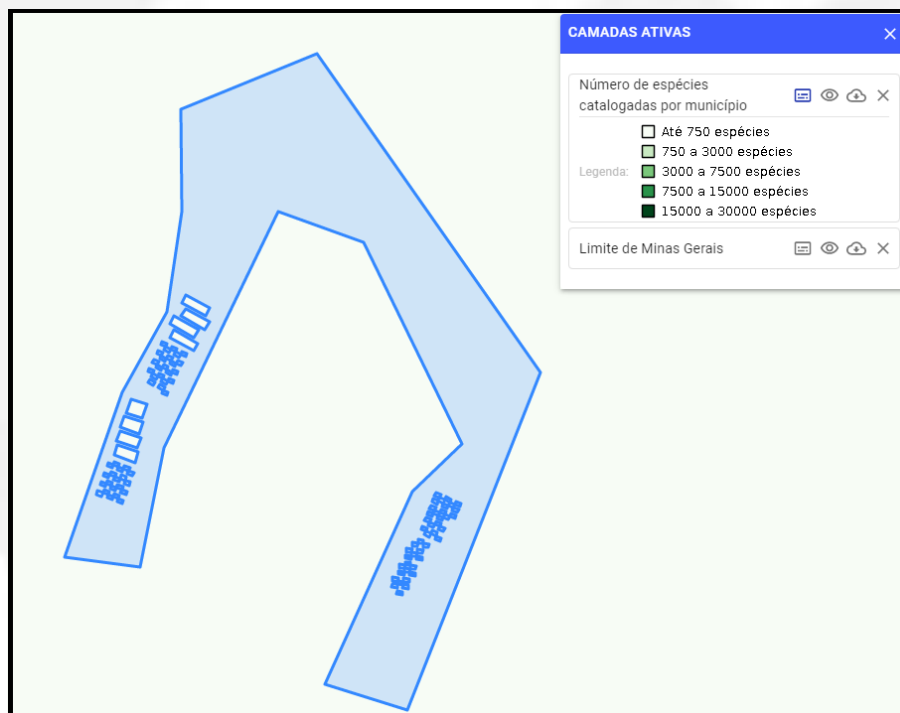 CAMADAS ATIVAS
Número de espécies
catalogadas por município
Até 750 espécies
750 a 3000 espécies
Legenda:
3000 a 7500 espécies
7500 a 15000 espécies
15000 a 30000 espécies
Limite de Minas Gerais